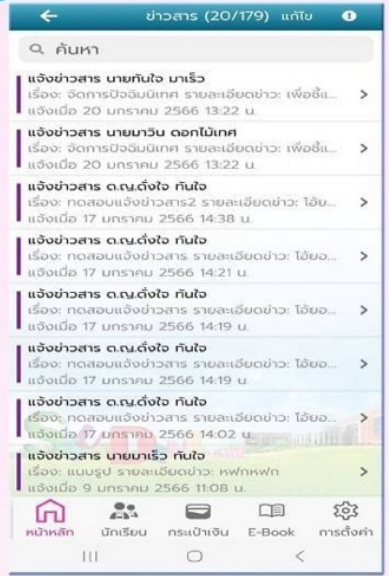 ข่าวสาร (20/179) แก้ไข
ค้นหา
แจ้งข่าวสาร นายทันใจ มาเร็ว
เรื่อง: จัดการปัจฉิมนิเทศ รายละเอียดข่าว: เพื่อชี้แ...
แจ้งเมื่อ 20 มกราคม 2566 13:22 น.
แจ้งข่าวสาร นายมาวิน ดอกไม้เทศ
เรื่อง: จัดการปัจฉิมนิเทศ รายละเอียดข่าว: เพื่อชี้แ...
แจ้งเมื่อ 20 มกราคม 2566 13:22 น.
แจ้งข่าวสาร ด.ญ.ดั่งใจ ทันใจ
เรื่อง: ทดสอบแจ้งข่าวสาร2 รายละเอียดข่าว: โอ้ย...
แจ้งเมื่อ 17 มกราคม 2566 14:38 น.
แจ้งข่าวสาร ด.ญ.ดั่งใจ ทันใจ
เรื่อง: ทดสอบแจ้งข่าวสาร รายละเอียดข่าว: โอ้ยอ...
แจ้งเมื่อ 17 มกราคม 2566 14:21 น.
แจ้งข่าวสาร ด.ญ.ดั่งใจ ทันใจ
เรื่อง: ทดสอบแจ้งข่าวสาร รายละเอียดข่าว: โอ้ยอ...
แจ้งเมื่อ 17 มกราคม 2566 14:19 น.
แจ้งข่าวสาร ด.ญ.ดั่งใจ ทันใจ
เรื่อง: ทดสอบแจ้งข่าวสาร รายละเอียดข่าว: โอ้ยอ...
แจ้งเมื่อ 17 มกราคม 2566 14:19 น.
แจ้งข่าวสาร ด.ญ.ดั่งใจ ทันใจ
เรื่อง: ทดสอบแจ้งข่าวสาร รายละเอียดข่าว: โอ้ยอ...
แจ้งเมื่อ 17 มกราคม 2566 14:02 น.
แจ้งข่าวสาร นายมาเร็ว ทันใจ
เรื่อง: แนบรูป รายละเอียดข่าว: หฟกหฟก
แจ้งเมื่อ 9 มกราคม 2566 11:08 น.
หน้าหลัก นักเรียน กระเป๋าเงิน E-Book การตั้งค่า